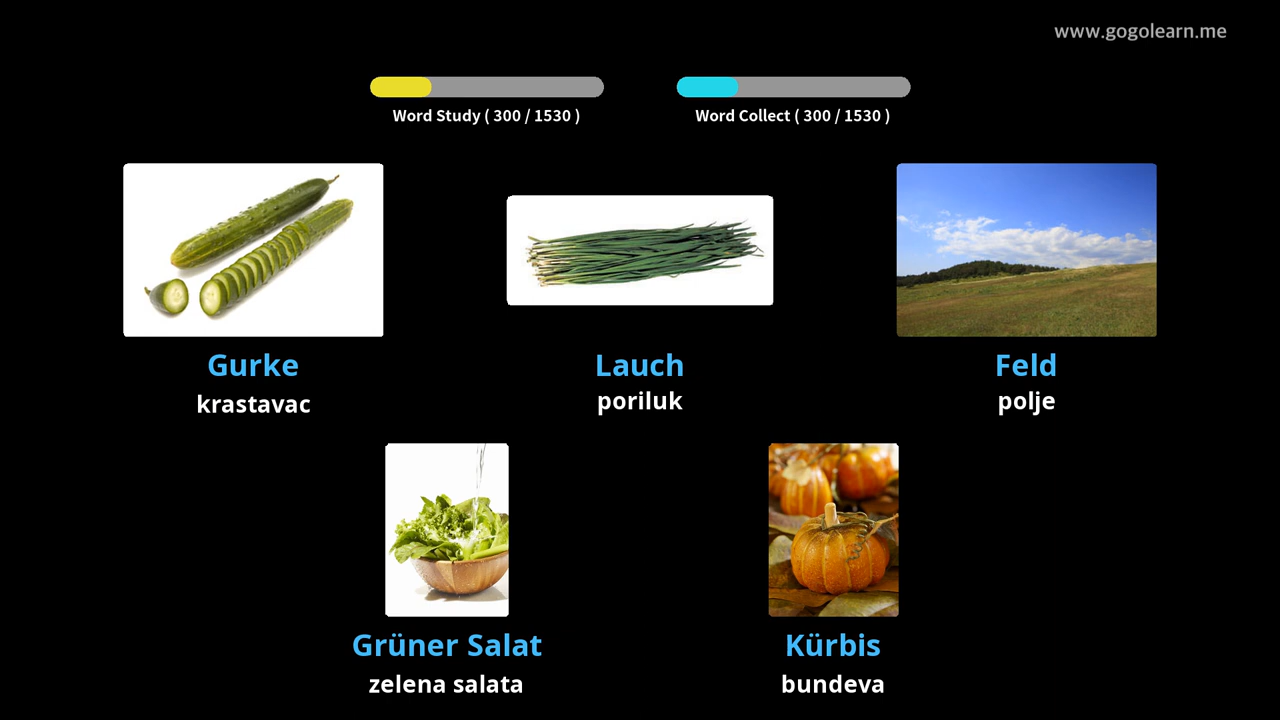 www.gogolearn.me
Word Study ( 300 / 1530 )
Word Collect ( 300 / 1530 )
Gurke
krastavac
Lauch
poriluk
Feld
polje
Grüner Salat
zelena salata
Kürbis
bundeva